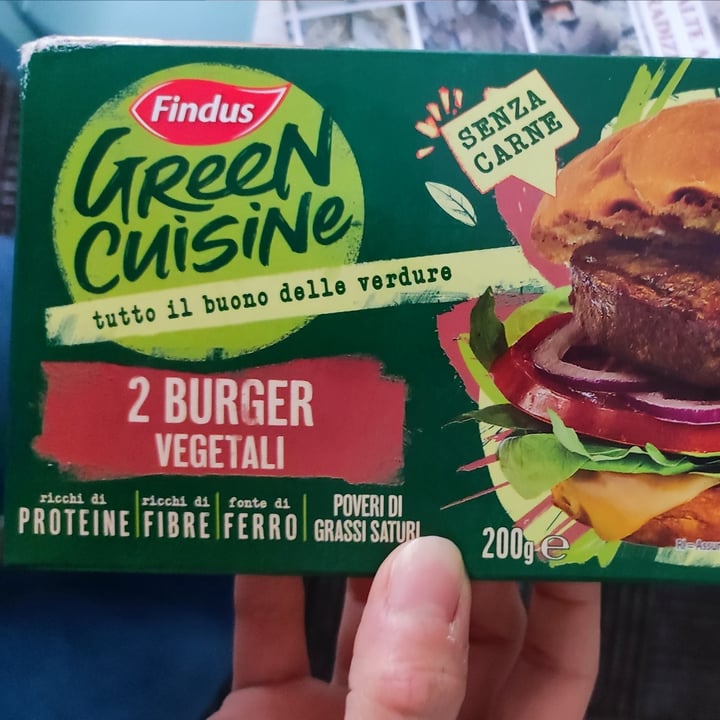 Findus
GREEN
CUISINE
tutto il buono delle verdure
SENZA
CARNE
2 BURGER
VEGETALI
ricchi di
PROTEINE
ricchi di
FIBRE
fonte di
FERRO
POVERI DI
GRASSI SATURI
200g e